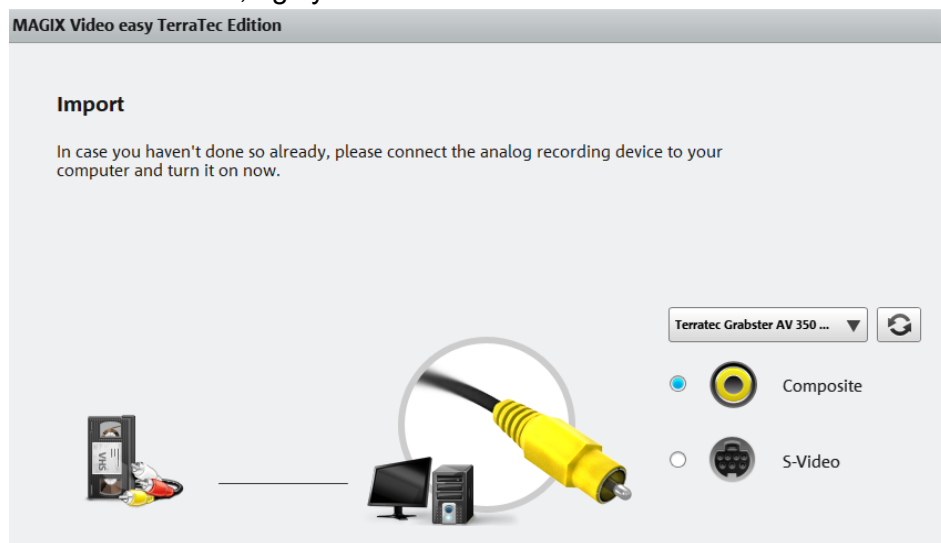 MAGIX Video easy TerraTec Edition
Import
In case you haven't done so already, please connect the analog recording device to your
computer and turn it on now.
Terratec Grabster AV 350 ...
Composite
S-Video
VHS